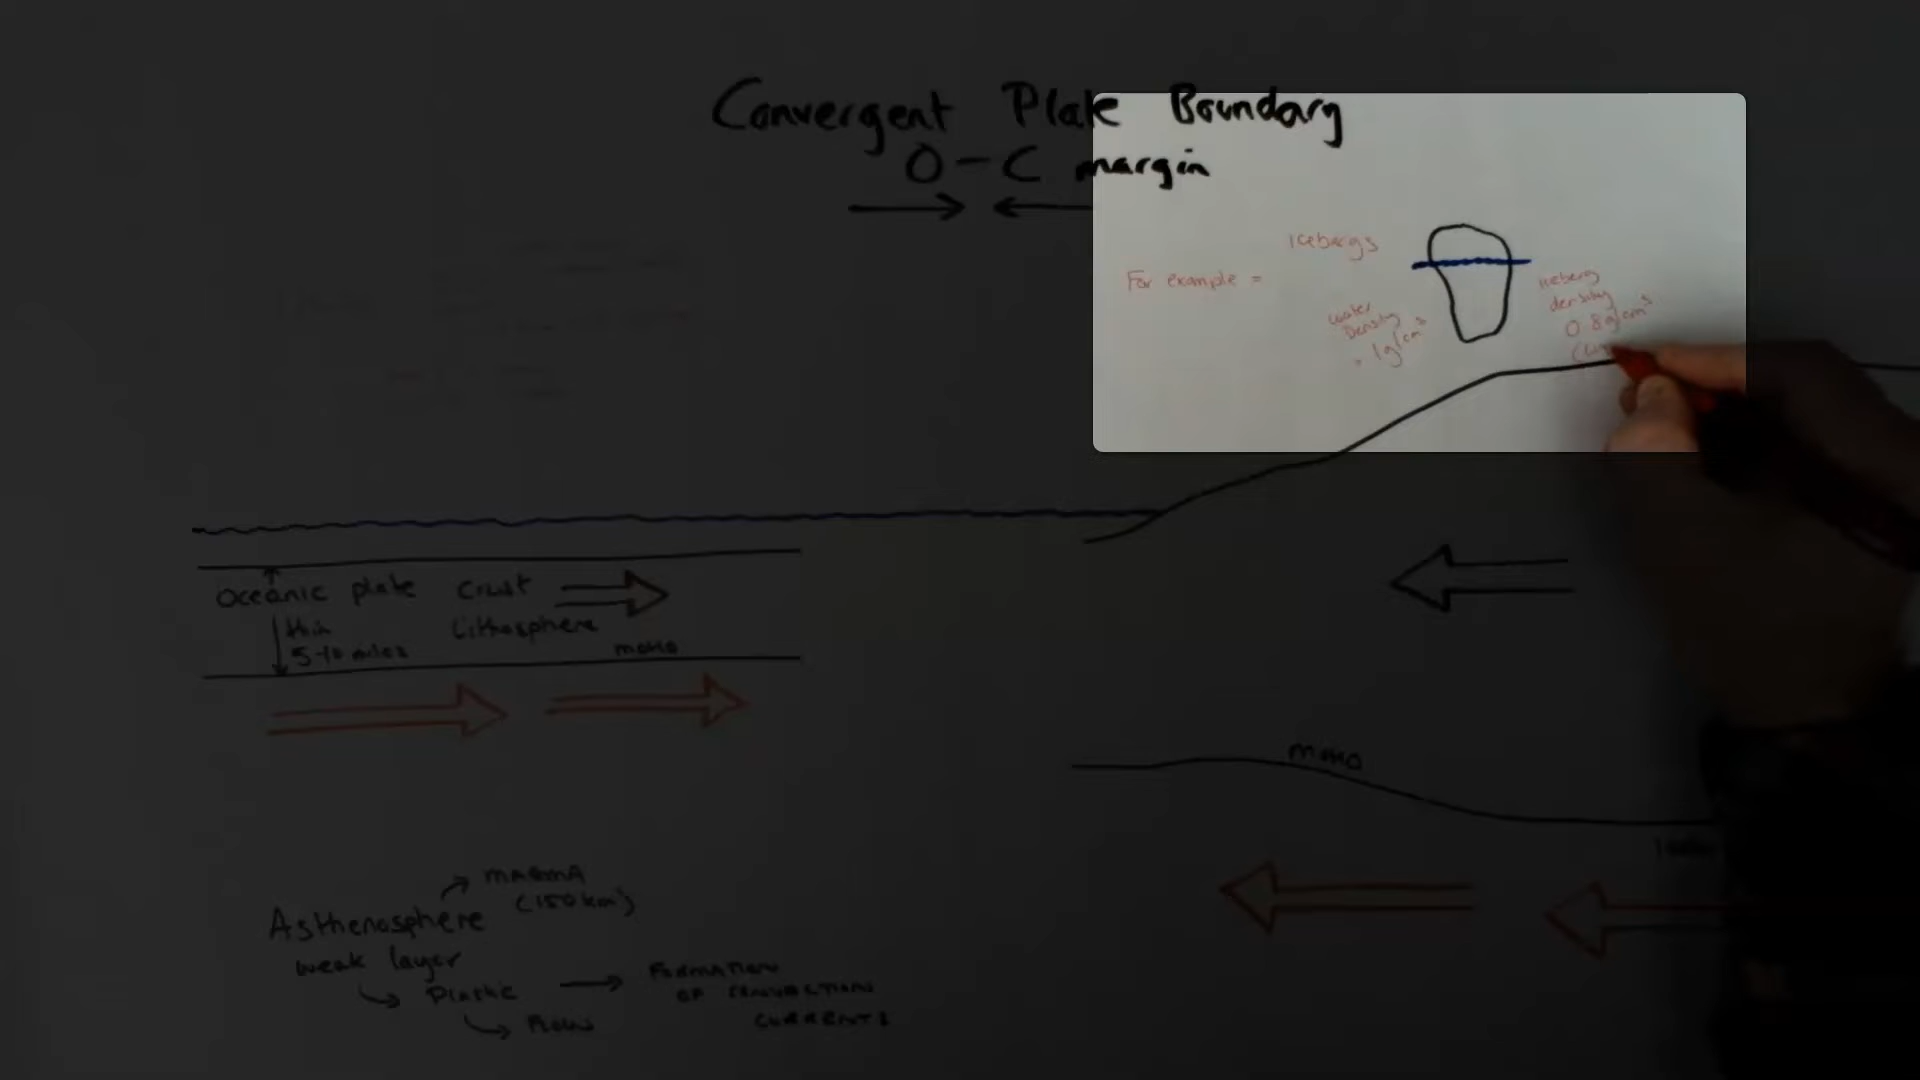 Convergent Plate Boundary
O - C margin
Icebergs
For example =
water
Density
= 1g/cm³
Iceberg
density
0.8g/cm³
oceanic plate crust
thin
Lithosphere
5-10 miles
MOHO
MOHO
MAGMA
(150km)
Asthenosphere
weak layer
Plastic
FORMATION
OF CONVECTION
CURRENTS
Flows